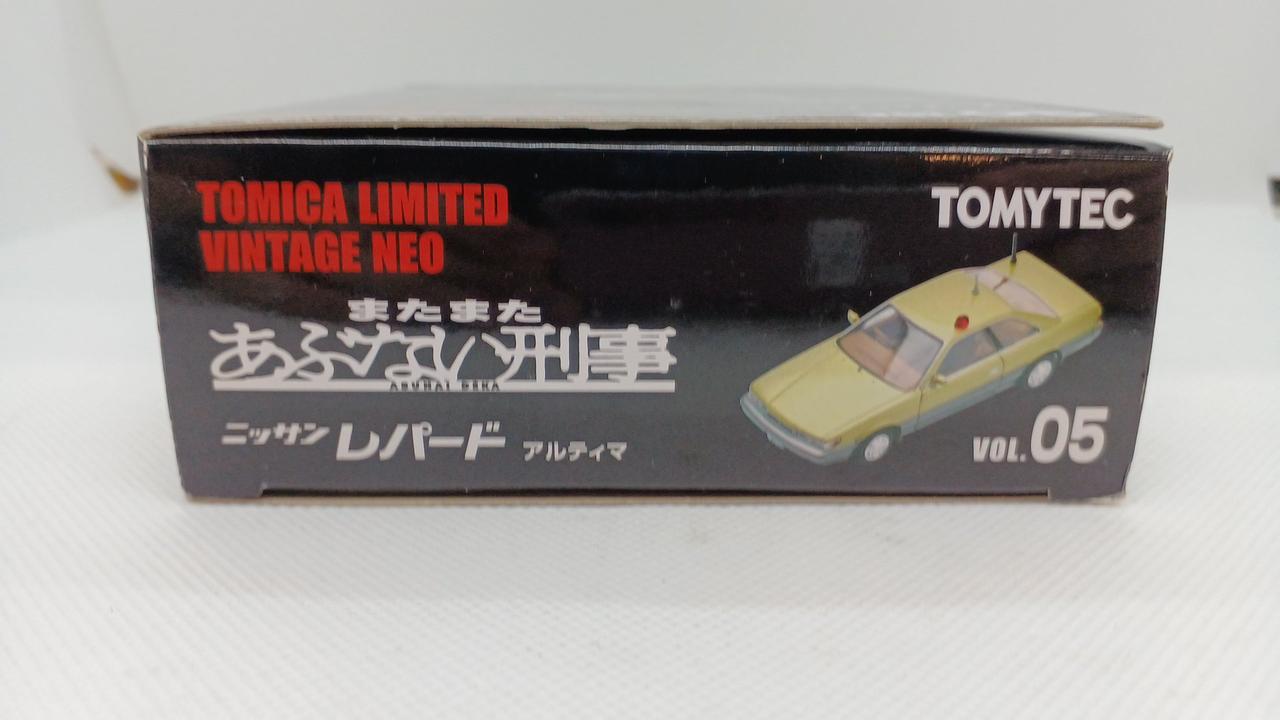 TOMICA LIMITED
VINTAGE NEO
TOMYTEC
またまた
あぶない刑事
ABUNAI DEKA
ニッサン レパード アルティマ
VOL.05